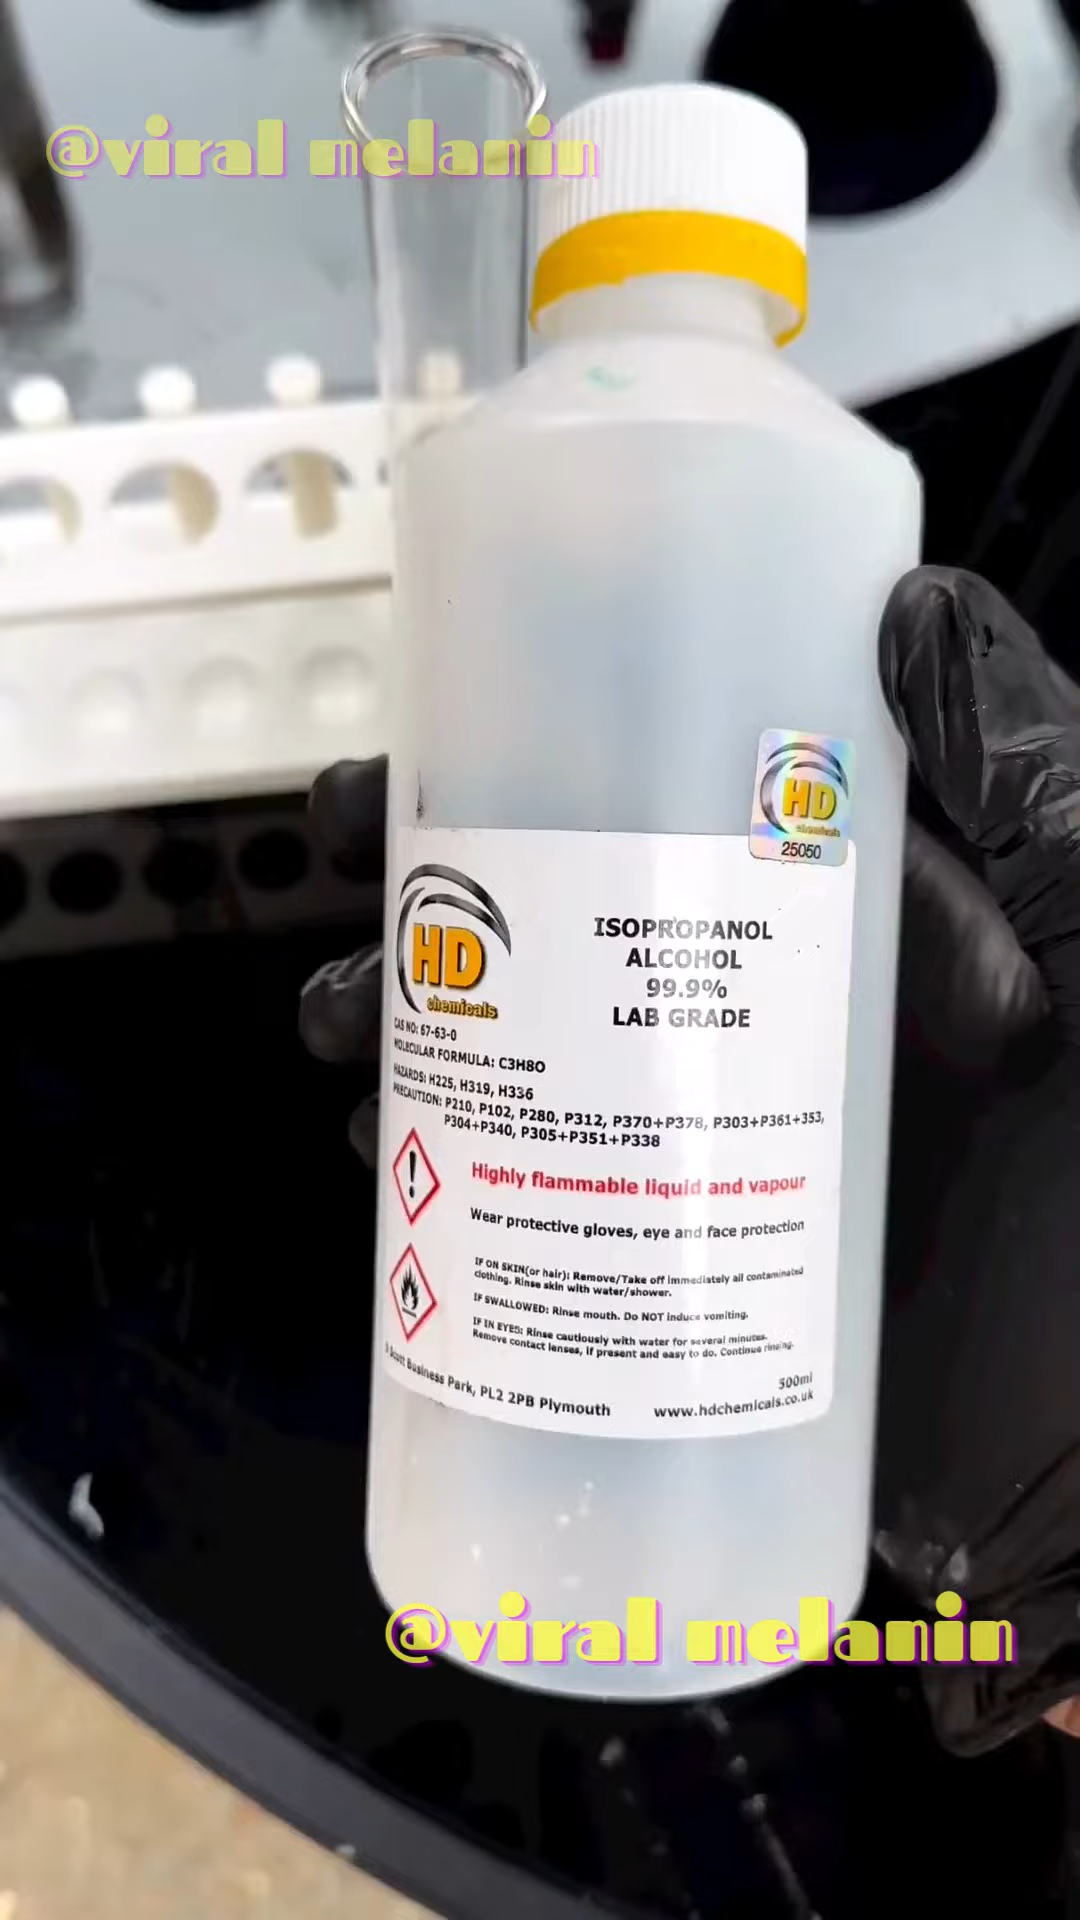 @viral melanin
HD
chemicals
25050
HD
chemicals
ISOPROPANOL
ALCOHOL
99.9%
LAB GRADE
CAS NO: 67-63-0
MOLECULAR FORMULA: C3H8O
HAZARDS: H225, H319, H336
PRECAUTION: P210, P102, P280, P312, P370+P378, P303+P361+353,
P304+P340, P305+P351+P338
Highly flammable liquid and vapour
Wear protective gloves, eye and face protection
IF ON SKIN(or hair): Remove/Take off immediately all contaminated
clothing. Rinse skin with water/shower.
IF SWALLOWED: Rinse mouth. Do NOT induce vomiting.
IF IN EYES: Rinse cautiously with water for several minutes.
Remove contact lenses, if present and easy to do. Continue rinsing.
500ml
Business Park, PL2 2PB Plymouth
www.hdchemicals.co.uk
@viral melanin